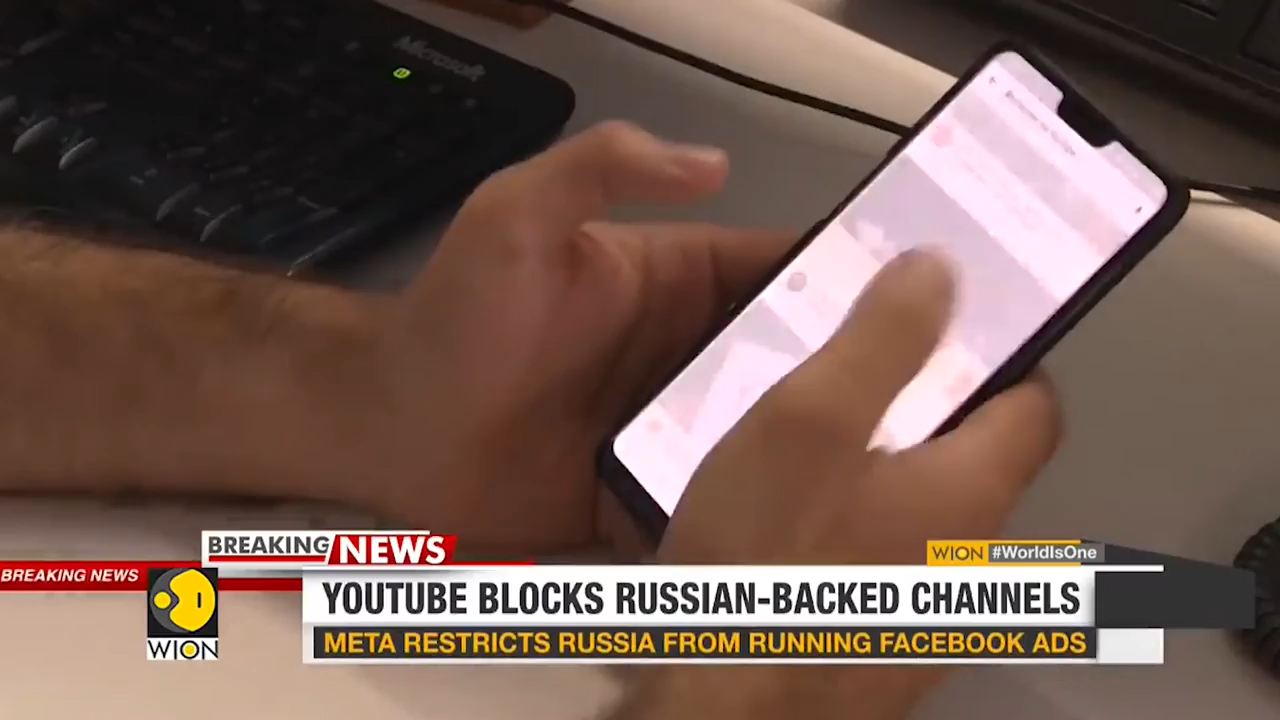 Microsoft
BREAKING NEWS
WION #WorldIsOne
BREAKING NEWS
YOUTUBE BLOCKS RUSSIAN-BACKED CHANNELS
META RESTRICTS RUSSIA FROM RUNNING FACEBOOK ADS
WION